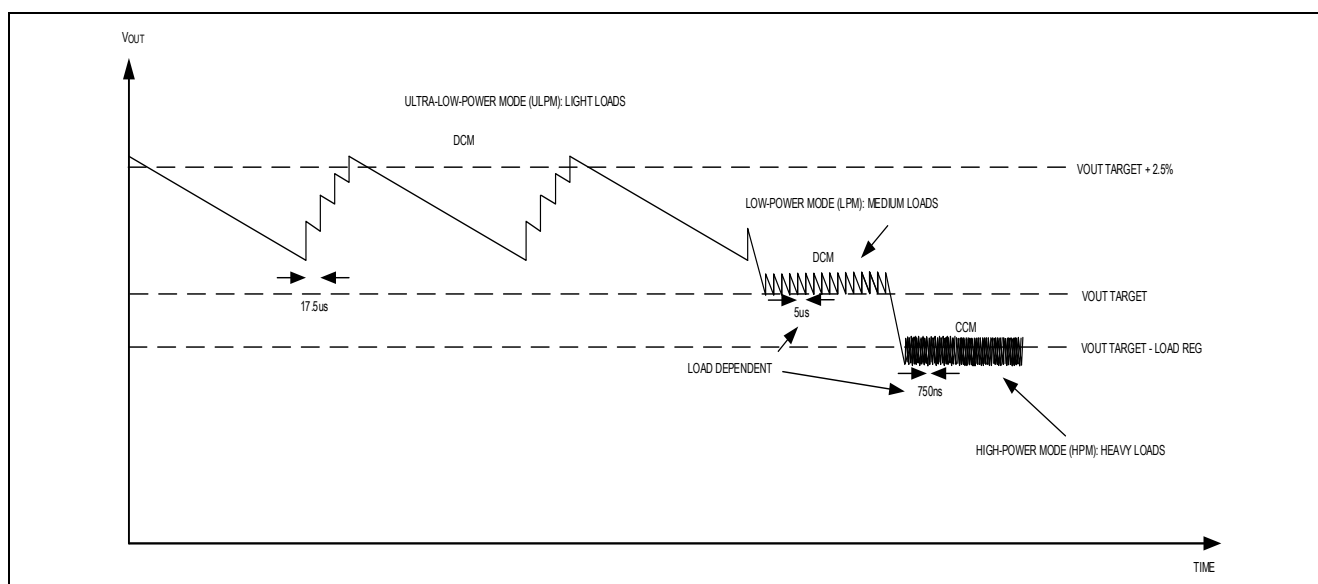 VOUT
ULTRA-LOW-POWER MODE (ULPM): LIGHT LOADS
DCM
VOUT TARGET + 2.5%
LOW-POWER MODE (LPM): MEDIUM LOADS
DCM
17.5us
VOUT TARGET
5us
CCM
VOUT TARGET - LOAD REG
LOAD DEPENDENT
750ns
HIGH-POWER MODE (HPM): HEAVY LOADS
TIME